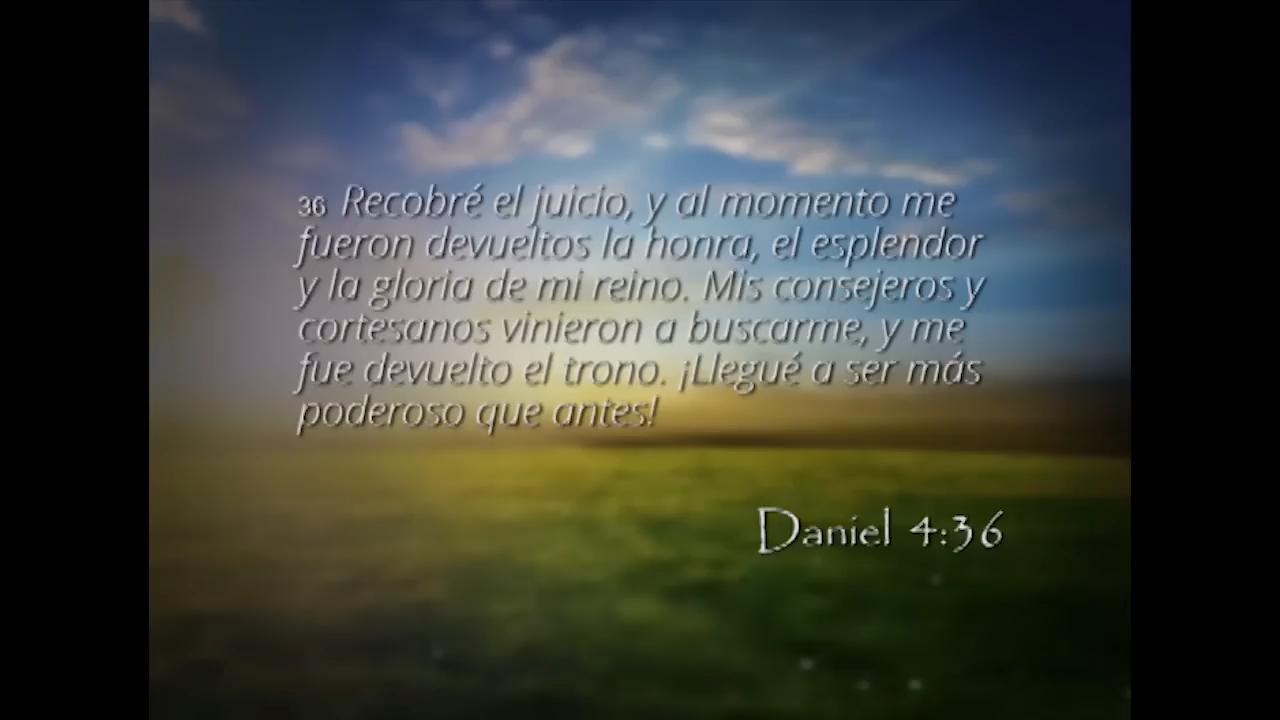 36 Recobré el juicio, y al momento me
fueron devueltos la honra, el esplendor
y la gloria de mi reino. Mis consejeros y
cortesanos vinieron a buscarme, y me
fue devuelto el trono. ¡Llegué a ser más
poderoso que antes!
Daniel 4:36